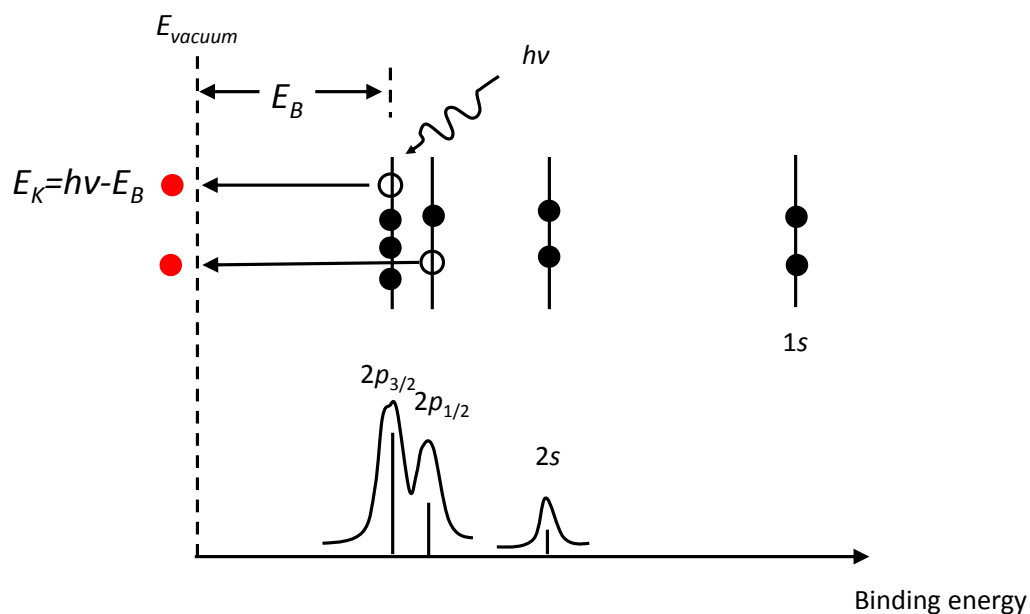 E_vacuum
hν
E_B
E_K=hν-E_B
1s
2p_3/2
2p_1/2
2s
Binding energy